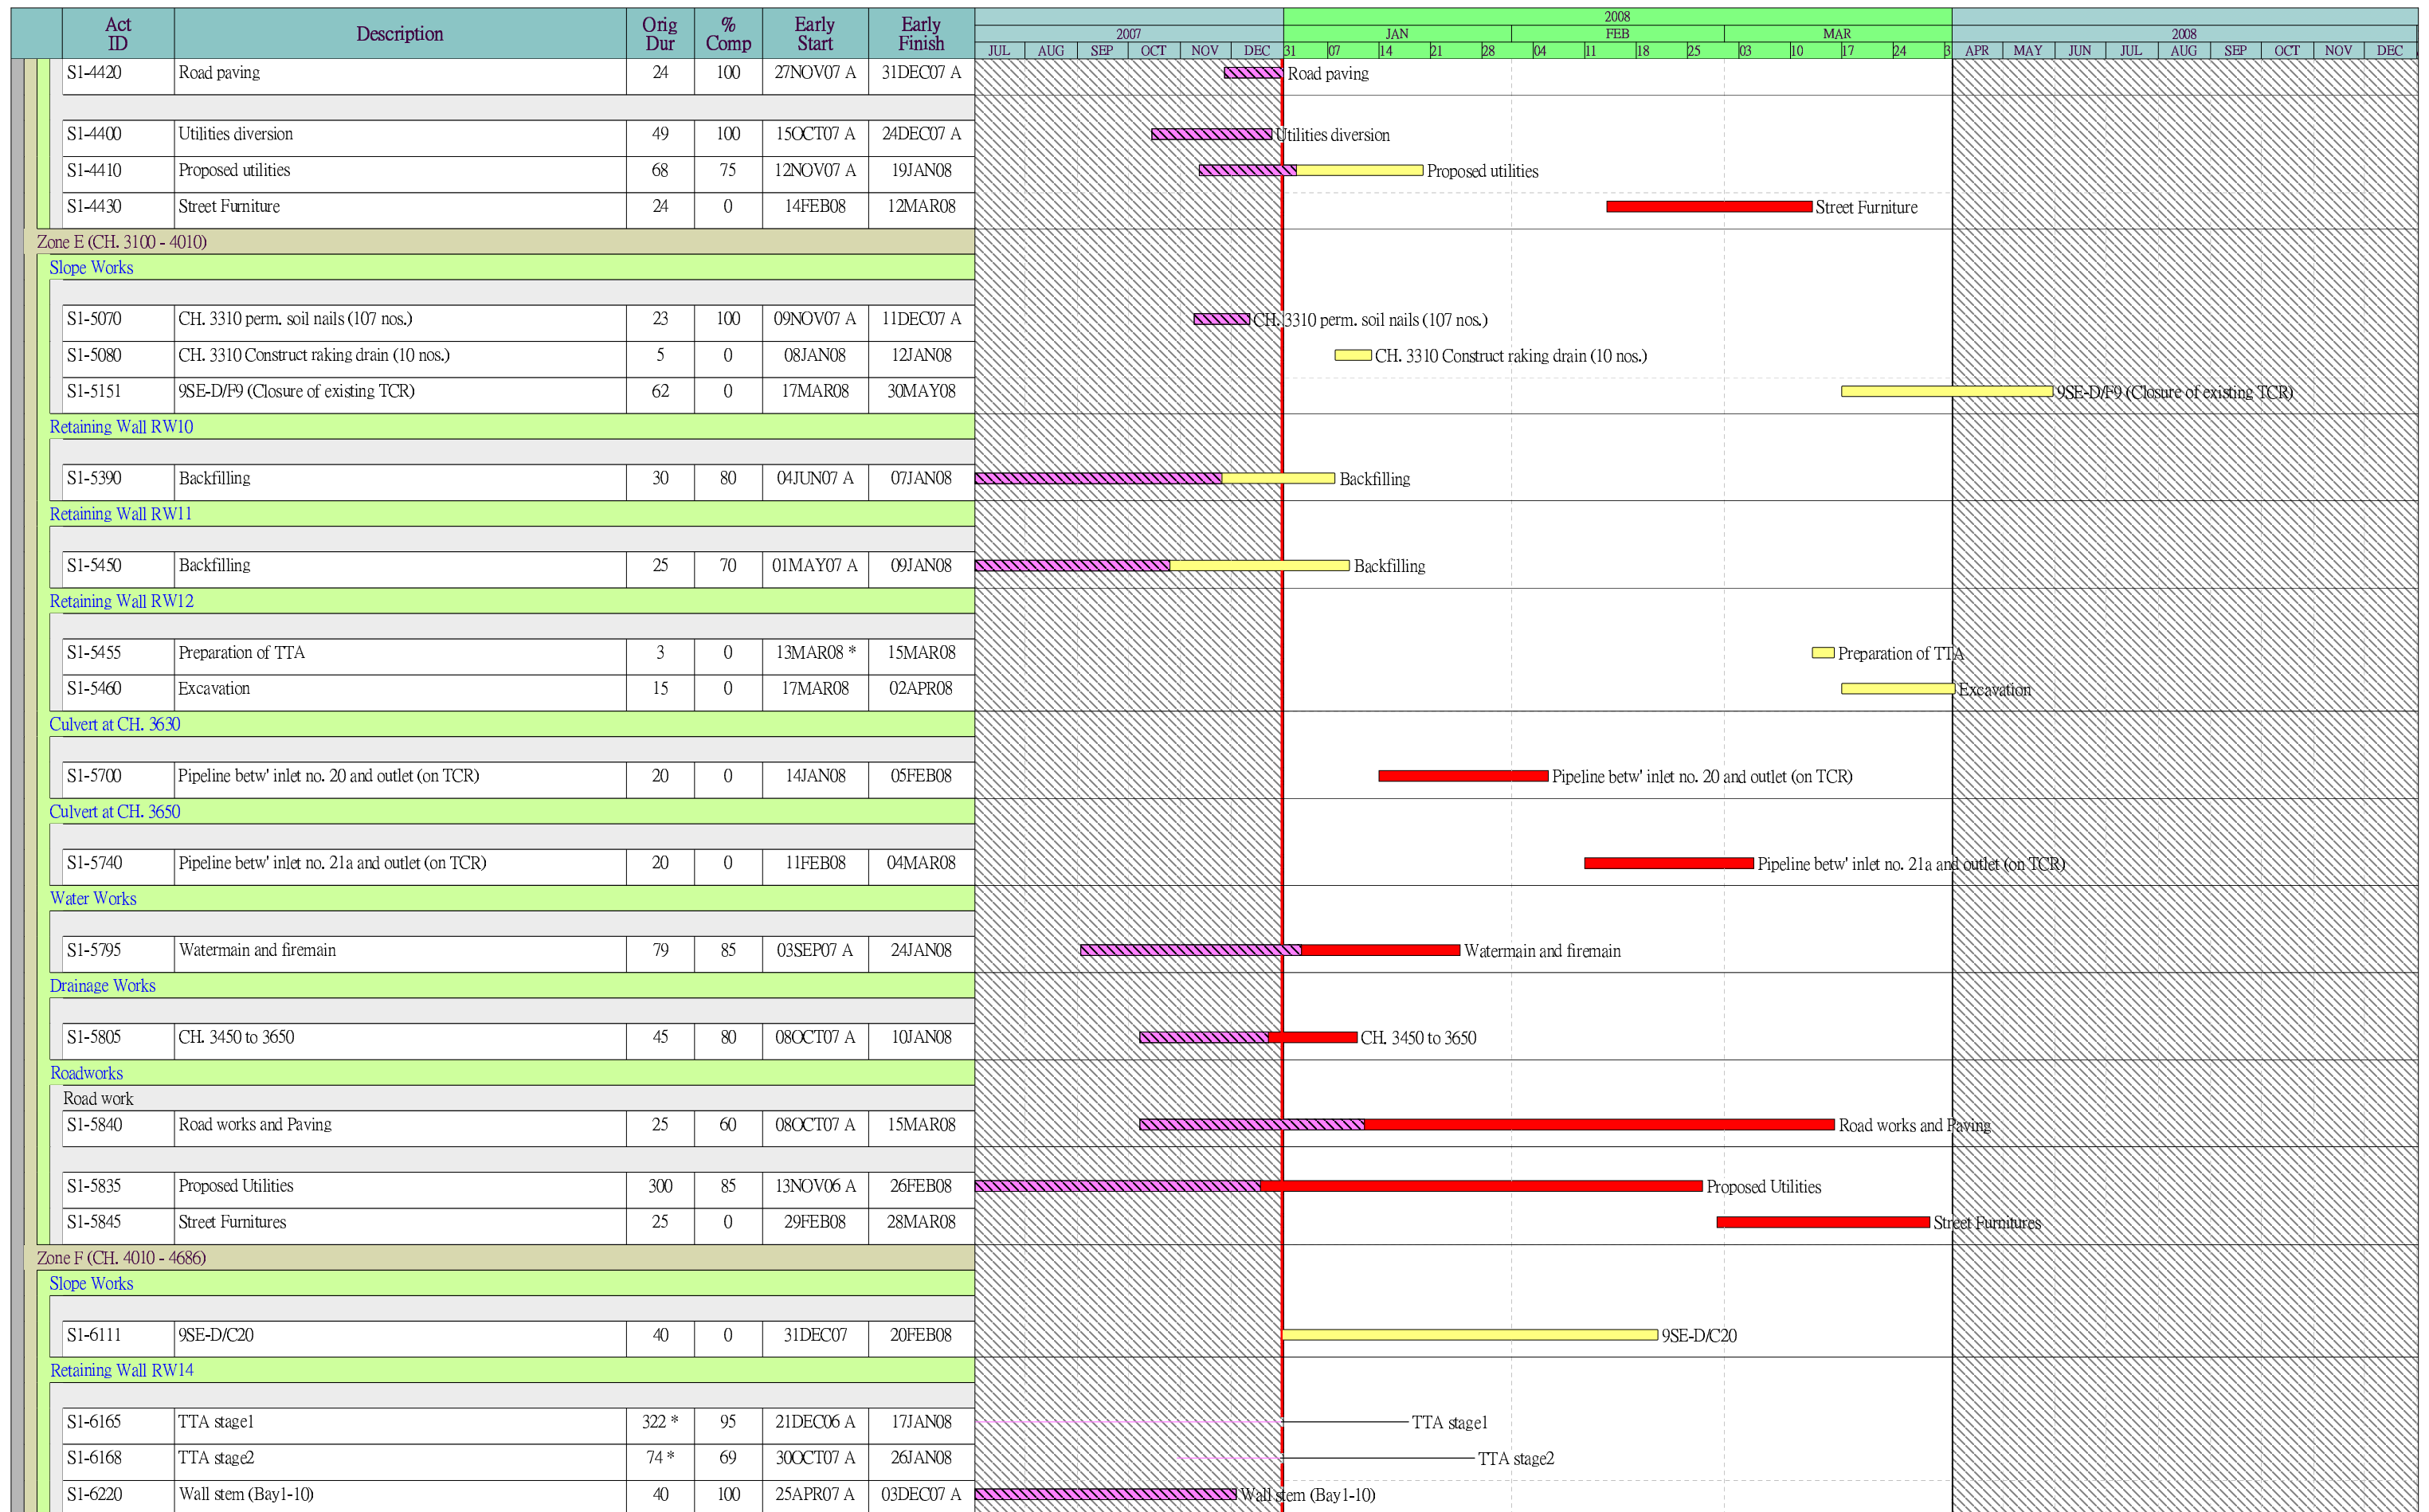 Act ID Description Orig Dur % Comp Early Start Early Finish
2007 2008 2008
JUL AUG SEP OCT NOV DEC JAN FEB MAR APR MAY JUN JUL AUG SEP OCT NOV DEC
31 07 14 21 28 04 11 18 25 03 10 17 24 3
S1-4420 Road paving 24 100 27NOV07 A 31DEC07 A Road paving
S1-4400 Utilities diversion 49 100 15OCT07 A 24DEC07 A Utilities diversion
S1-4410 Proposed utilities 68 75 12NOV07 A 19JAN08 Proposed utilities
S1-4430 Street Furniture 24 0 14FEB08 12MAR08 Street Furniture
Zone E (CH. 3100 - 4010)
Slope Works
S1-5070 CH. 3310 perm. soil nails (107 nos.) 23 100 09NOV07 A 11DEC07 A CH. 3310 perm. soil nails (107 nos.)
S1-5080 CH. 3310 Construct raking drain (10 nos.) 5 0 08JAN08 12JAN08 CH. 3310 Construct raking drain (10 nos.)
S1-5151 9SE-D/F9 (Closure of existing TCR) 62 0 17MAR08 30MAY08 9SE-D/F9 (Closure of existing TCR)
Retaining Wall RW10
S1-5390 Backfilling 30 80 04JUN07 A 07JAN08 Backfilling
Retaining Wall RW11
S1-5450 Backfilling 25 70 01MAY07 A 09JAN08 Backfilling
Retaining Wall RW12
S1-5455 Preparation of TTA 3 0 13MAR08 * 15MAR08 Preparation of TTA
S1-5460 Excavation 15 0 17MAR08 02APR08 Excavation
Culvert at CH. 3630
S1-5700 Pipeline betw' inlet no. 20 and outlet (on TCR) 20 0 14JAN08 05FEB08 Pipeline betw' inlet no. 20 and outlet (on TCR)
Culvert at CH. 3650
S1-5740 Pipeline betw' inlet no. 21a and outlet (on TCR) 20 0 11FEB08 04MAR08 Pipeline betw' inlet no. 21a and outlet (on TCR)
Water Works
S1-5795 Watermain and firemain 79 85 03SEP07 A 24JAN08 Watermain and firemain
Drainage Works
S1-5805 CH. 3450 to 3650 45 80 08OCT07 A 10JAN08 CH. 3450 to 3650
Roadworks
Road work
S1-5840 Road works and Paving 25 60 08OCT07 A 15MAR08 Road works and Paving
S1-5835 Proposed Utilities 300 85 13NOV06 A 26FEB08 Proposed Utilities
S1-5845 Street Furnitures 25 0 29FEB08 28MAR08 Street Furnitures
Zone F (CH. 4010 - 4686)
Slope Works
S1-6111 9SE-D/C20 40 0 31DEC07 20FEB08 9SE-D/C20
Retaining Wall RW14
S1-6165 TTA stage1 322 * 95 21DEC06 A 17JAN08 TTA stage1
S1-6168 TTA stage2 74 * 69 30OCT07 A 26JAN08 TTA stage2
S1-6220 Wall stem (Bay1-10) 40 100 25APR07 A 03DEC07 A Wall stem (Bay1-10)